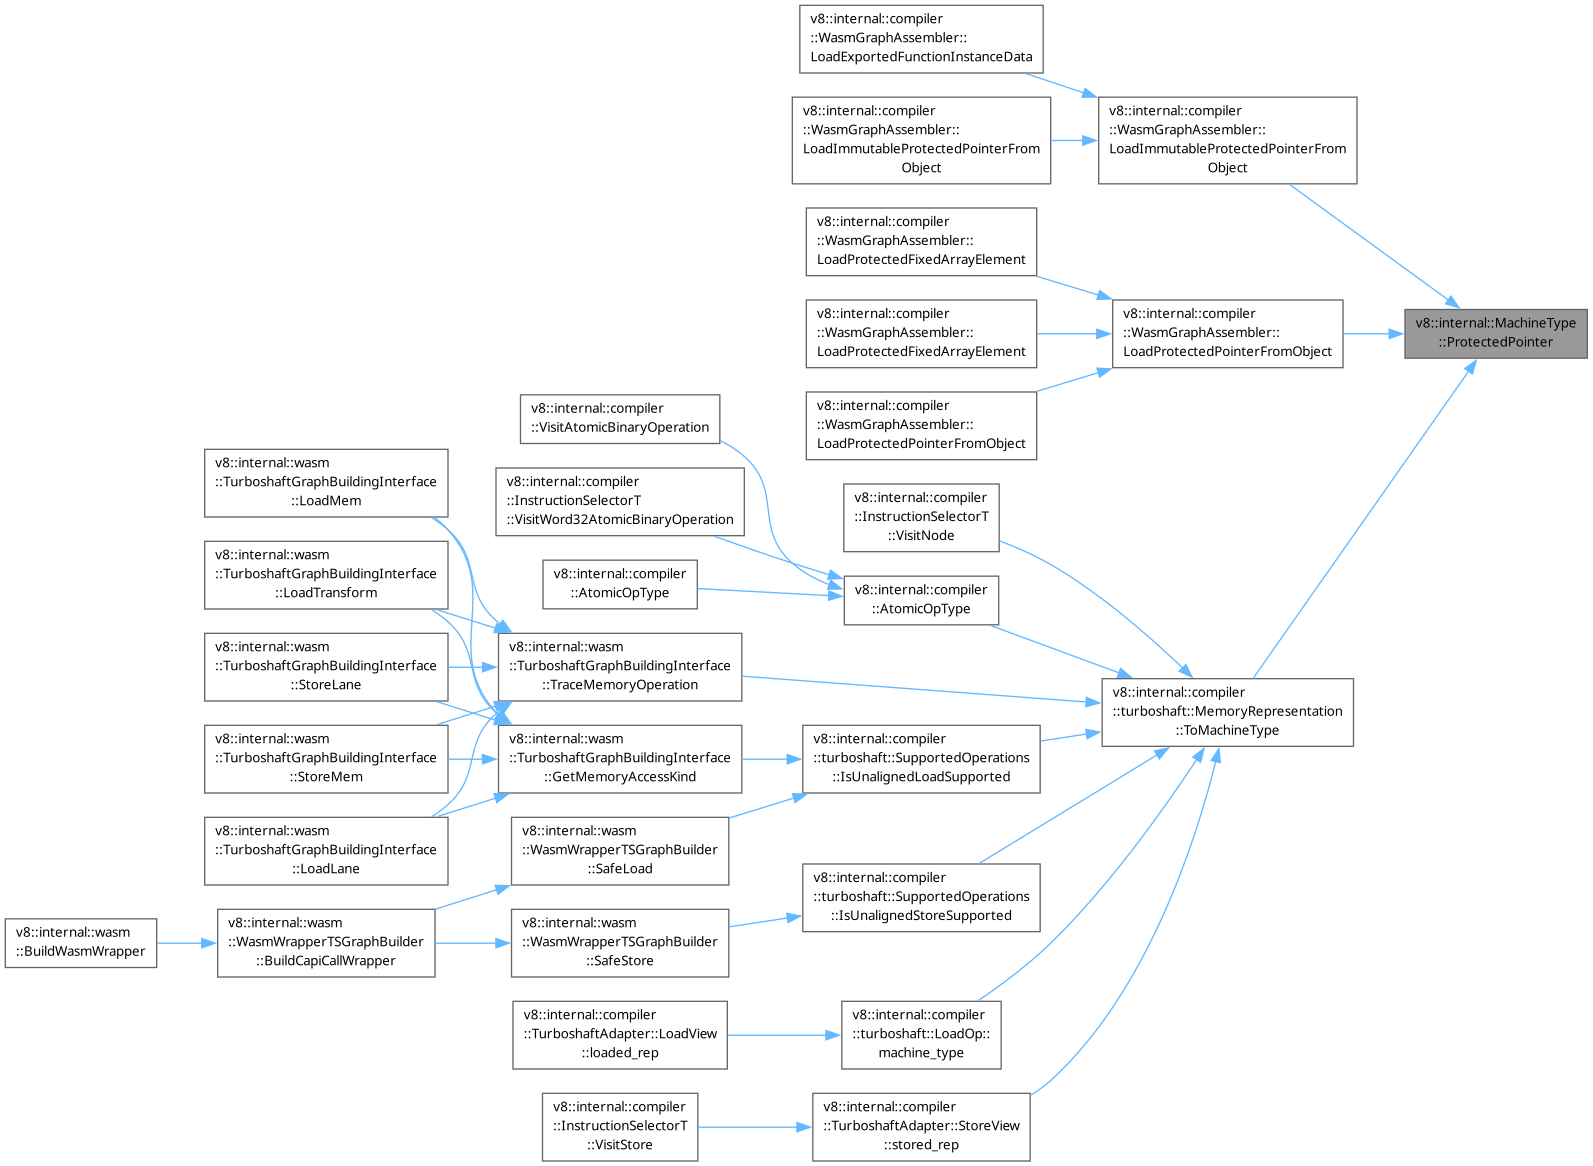 v8::internal::compiler
::WasmGraphAssembler::
LoadExportedFunctionInstanceData
v8::internal::compiler
::WasmGraphAssembler::
LoadImmutableProtectedPointerFrom
Object
v8::internal::compiler
::WasmGraphAssembler::
LoadImmutableProtectedPointerFrom
Object
v8::internal::compiler
::WasmGraphAssembler::
LoadProtectedFixedArrayElement
v8::internal::compiler
::WasmGraphAssembler::
LoadProtectedFixedArrayElement
v8::internal::compiler
::WasmGraphAssembler::
LoadProtectedPointerFromObject
v8::internal::MachineType
::ProtectedPointer
v8::internal::compiler
::WasmGraphAssembler::
LoadProtectedPointerFromObject
v8::internal::compiler
::VisitAtomicBinaryOperation
v8::internal::wasm
::TurboshaftGraphBuildingInterface
::LoadMem
v8::internal::compiler
::InstructionSelectorT
::VisitWord32AtomicBinaryOperation
v8::internal::compiler
::InstructionSelectorT
::VisitNode
v8::internal::wasm
::TurboshaftGraphBuildingInterface
::LoadTransform
v8::internal::compiler
::AtomicOpType
v8::internal::compiler
::AtomicOpType
v8::internal::wasm
::TurboshaftGraphBuildingInterface
::StoreLane
v8::internal::wasm
::TurboshaftGraphBuildingInterface
::TraceMemoryOperation
v8::internal::compiler
::turboshaft::MemoryRepresentation
::ToMachineType
v8::internal::wasm
::TurboshaftGraphBuildingInterface
::StoreMem
v8::internal::wasm
::TurboshaftGraphBuildingInterface
::GetMemoryAccessKind
v8::internal::compiler
::turboshaft::SupportedOperations
::IsUnalignedLoadSupported
v8::internal::wasm
::TurboshaftGraphBuildingInterface
::LoadLane
v8::internal::wasm
::WasmWrapperTSGraphBuilder
::SafeLoad
v8::internal::compiler
::turboshaft::SupportedOperations
::IsUnalignedStoreSupported
v8::internal::wasm
::BuildWasmWrapper
v8::internal::wasm
::WasmWrapperTSGraphBuilder
::BuildCapiCallWrapper
v8::internal::wasm
::WasmWrapperTSGraphBuilder
::SafeStore
v8::internal::compiler
::TurboshaftAdapter::LoadView
::loaded_rep
v8::internal::compiler
::turboshaft::LoadOp::
machine_type
v8::internal::compiler
::InstructionSelectorT
::VisitStore
v8::internal::compiler
::TurboshaftAdapter::StoreView
::stored_rep